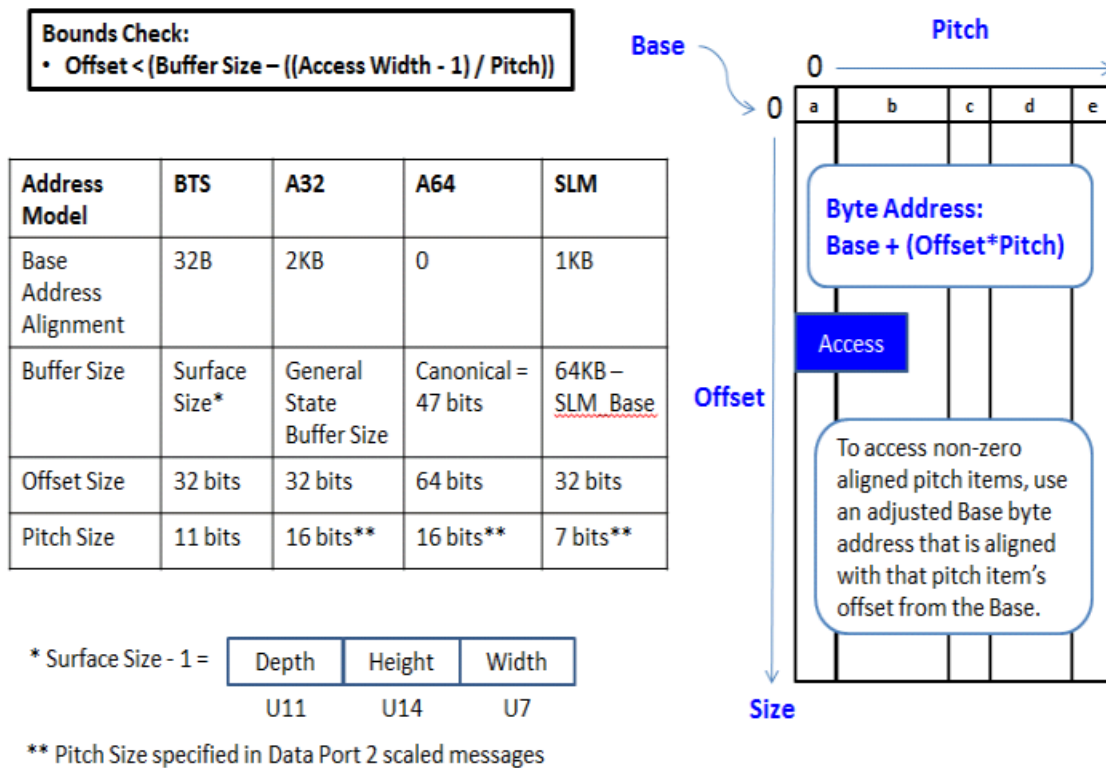 Bounds Check:
• Offset < (Buffer Size – ((Access Width - 1) / Pitch))
Address Model BTS A32 A64 SLM
Base Address Alignment 32B 2KB 0 1KB
Buffer Size Surface Size* General State Buffer Size Canonical = 47 bits 64KB – SLM_Base
Offset Size 32 bits 32 bits 64 bits 32 bits
Pitch Size 11 bits 16 bits** 16 bits** 7 bits**
* Surface Size - 1 = Depth Height Width
U11 U14 U7
** Pitch Size specified in Data Port 2 scaled messages
Pitch
Base
0
0 a b c d e
Byte Address:
Base + (Offset*Pitch)
Access
Offset
To access non-zero
aligned pitch items, use
an adjusted Base byte
address that is aligned
with that pitch item's
offset from the Base.
Size